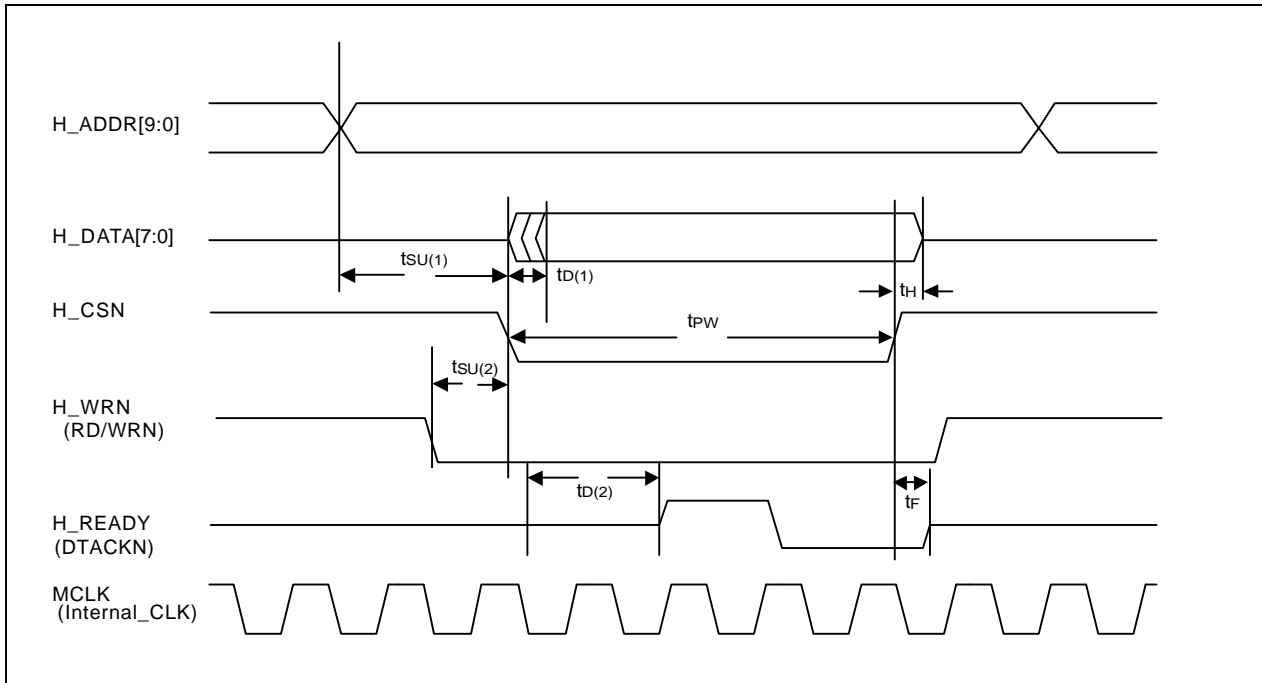 H_ADDR[9:0]
H_DATA[7:0]
tSU(1)
tD(1)
tH
H_CSN
tPW
tSU(2)
H_WRN
(RD/WRN)
tD(2)
tF
H_READY
(DTACKN)
MCLK
(Internal_CLK)